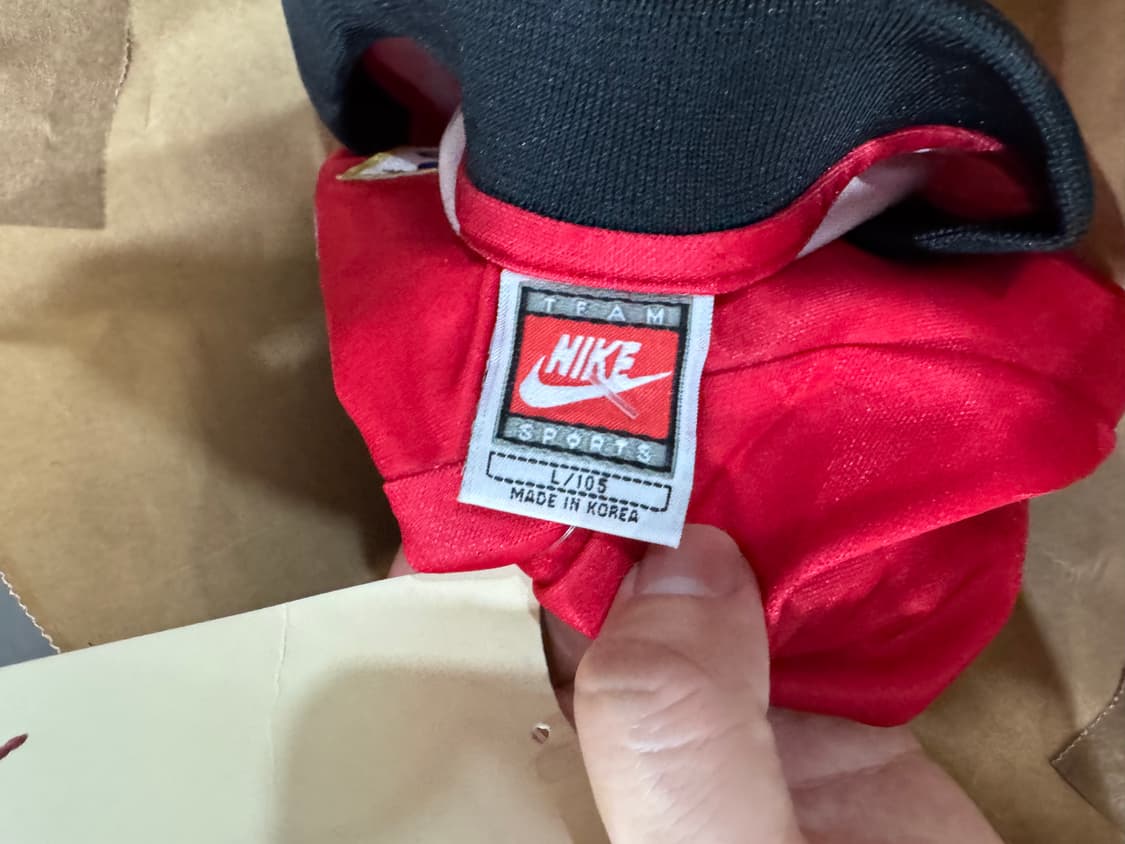 TEAM
NIKE
SPORTS
L/105
MADE IN KOREA